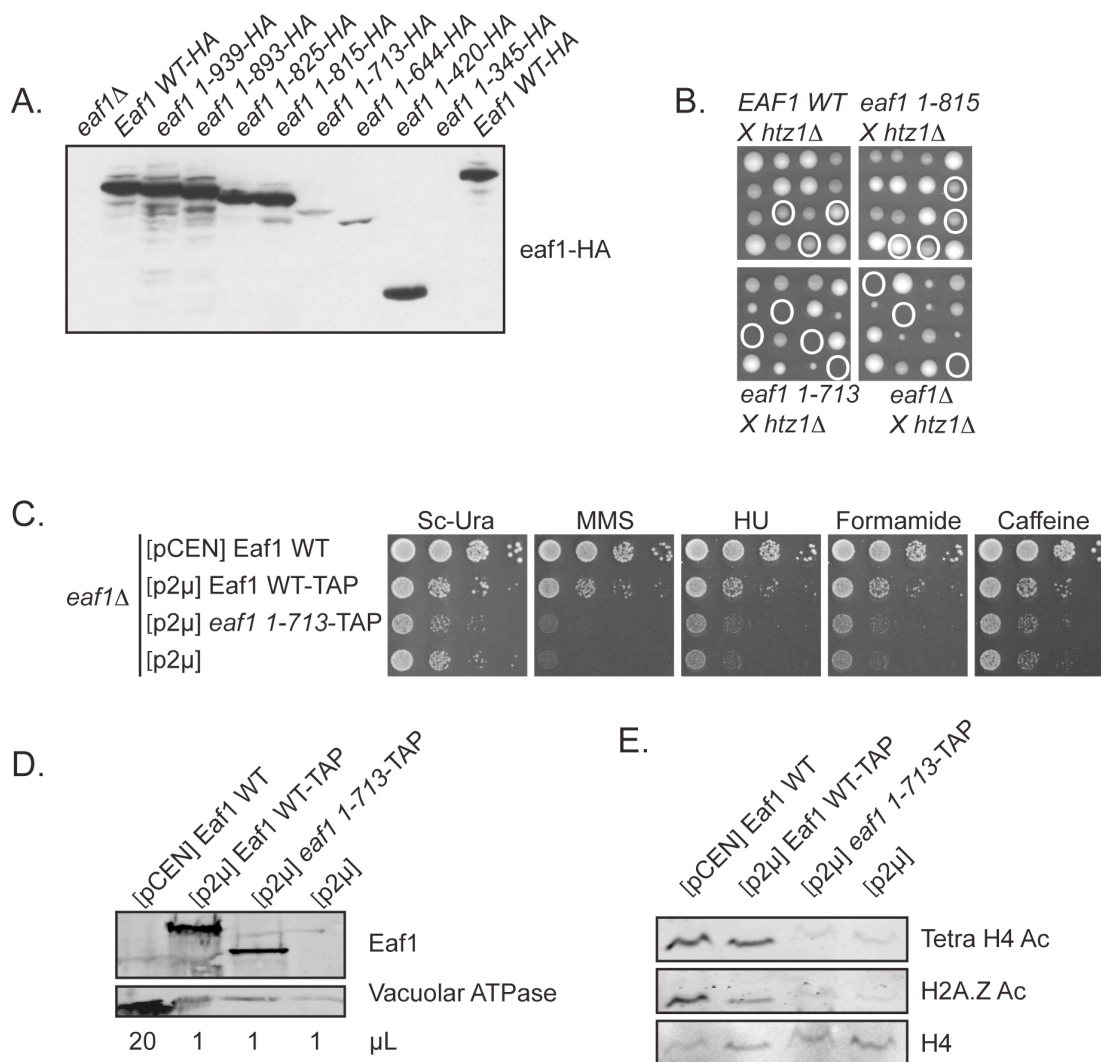 A.
eaf1Δ
Eaf1 WT-HA
eaf1 1-939-HA
eaf1 1-893-HA
eaf1 1-825-HA
eaf1 1-815-HA
eaf1 1-713-HA
eaf1 1-644-HA
eaf1 1-420-HA
eaf1 1-345-HA
Eaf1 WT-HA
eaf1-HA
B.
EAF1 WT
X htz1Δ
eaf1 1-815
X htz1Δ
eaf1 1-713
X htz1Δ
eaf1Δ
X htz1Δ
C.
Sc-Ura MMS HU Formamide Caffeine
eaf1Δ
[pCEN] Eaf1 WT
[p2μ] Eaf1 WT-TAP
[p2μ] eaf1 1-713-TAP
[p2μ]
D.
[pCEN] Eaf1 WT
[p2μ] Eaf1 WT-TAP
[p2μ] eaf1 1-713-TAP
[p2μ]
Eaf1
Vacuolar ATPase
20 1 1 1 μL
E.
[pCEN] Eaf1 WT
[p2μ] Eaf1 WT-TAP
[p2μ] eaf1 1-713-TAP
[p2μ]
Tetra H4 Ac
H2A.Z Ac
H4